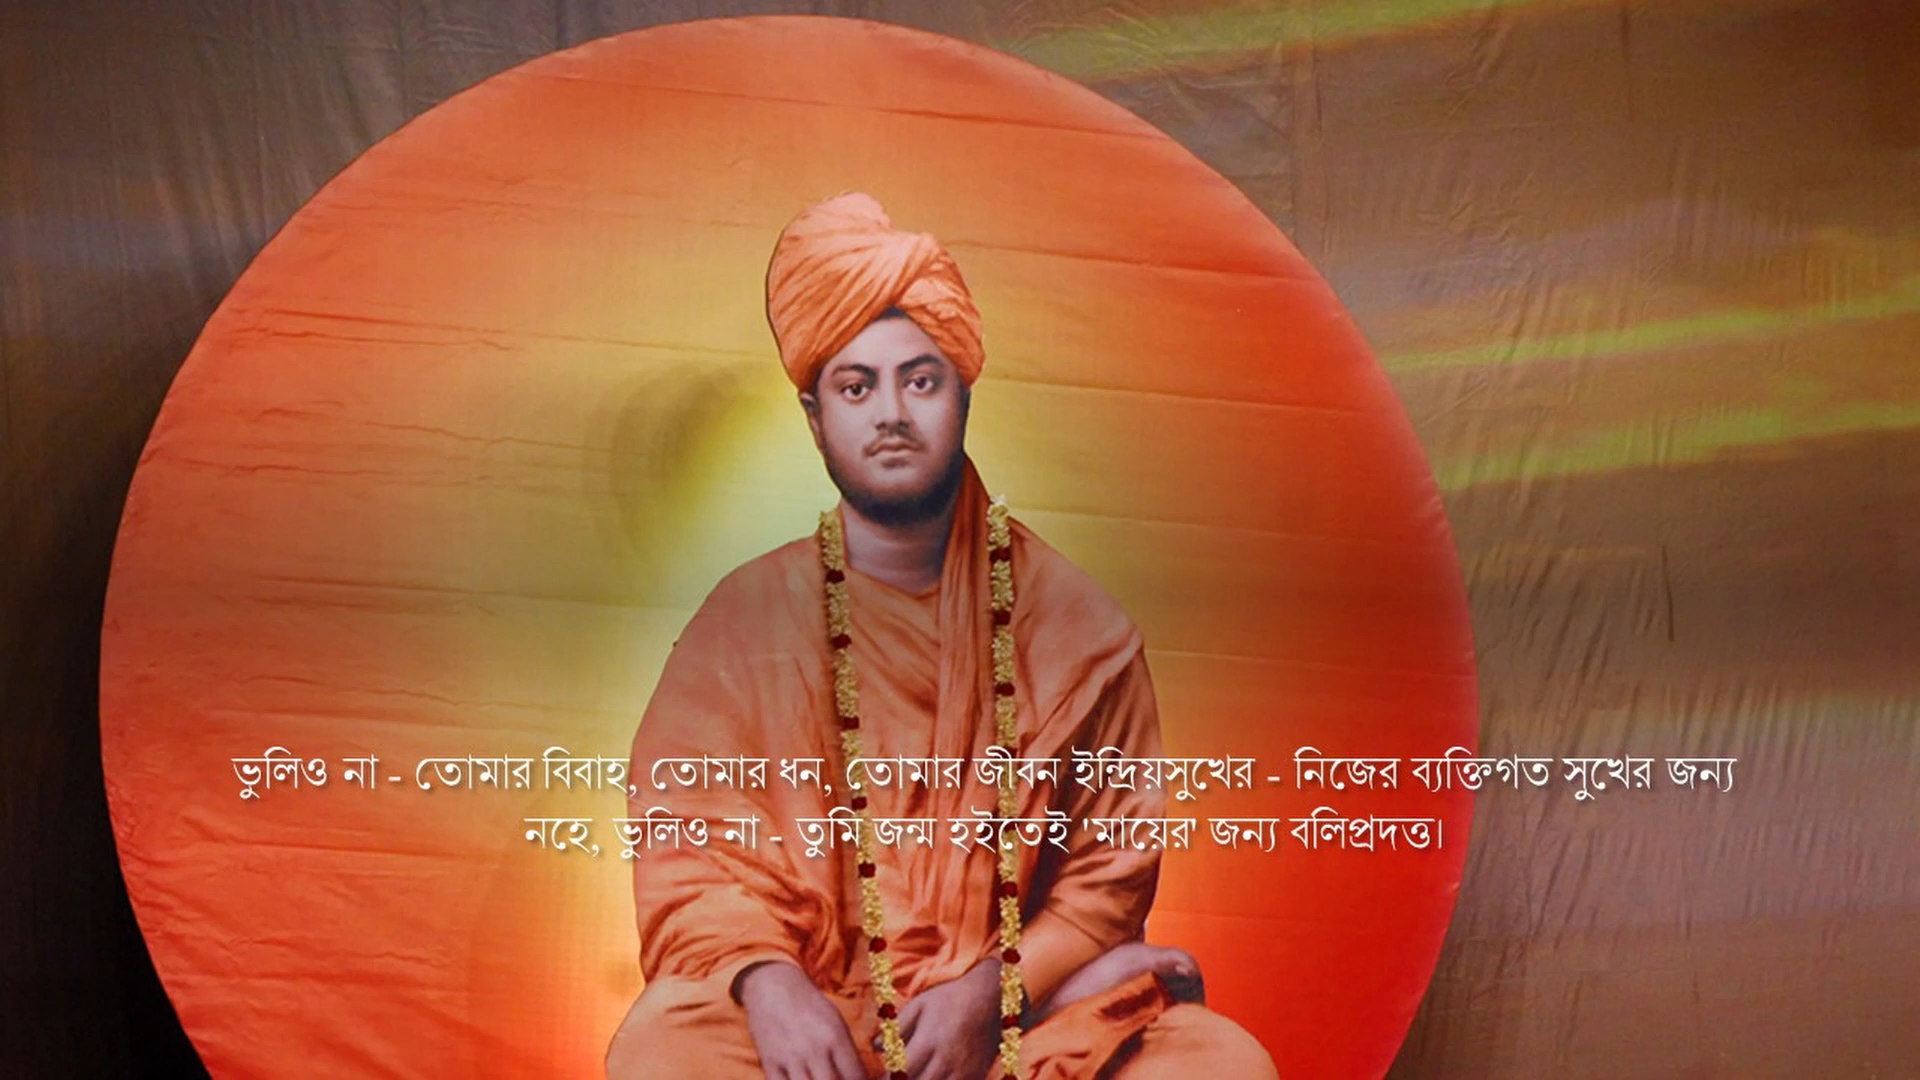 ভুলিও না - তোমার বিবাহ, তোমার ধন, তোমার জীবন ইন্দ্রিয়সুখের - নিজের ব্যক্তিগত সুখের জন্য
নহে, ভুলিও না - তুমি জন্ম হইতেই 'মায়ের' জন্য বলিপ্রদত্ত।